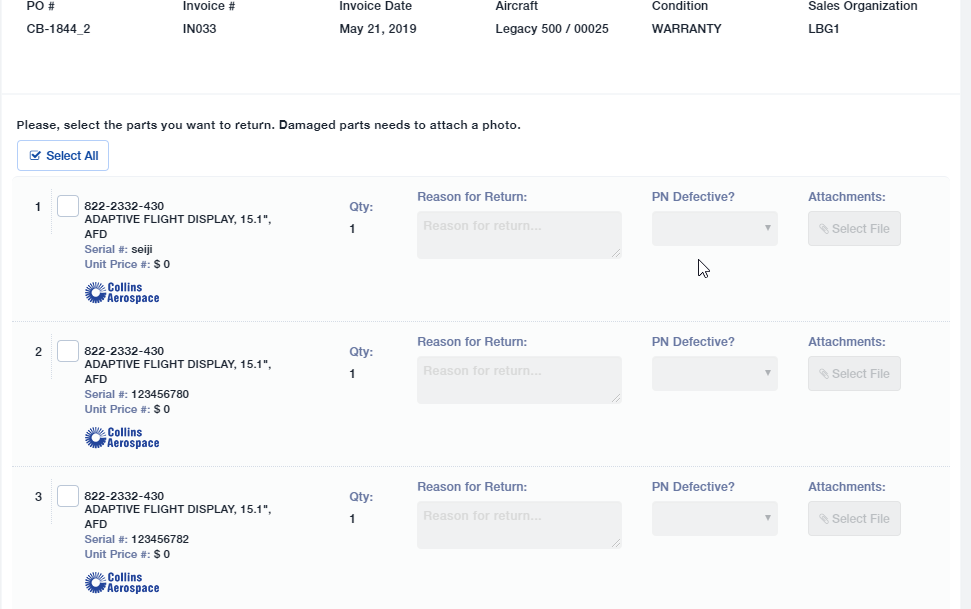 PO # Invoice # Invoice Date Aircraft Condition Sales Organization
CB-1844_2 IN033 May 21, 2019 Legacy 500 / 00025 WARRANTY LBG1
Please, select the parts you want to return. Damaged parts needs to attach a photo.
Select All
1 822-2332-430
ADAPTIVE FLIGHT DISPLAY, 15.1",
AFD
Serial #: seiji
Unit Price #: $ 0
Collins
Aerospace
Qty:
1
Reason for Return:
Reason for return...
PN Defective?
Attachments:
Select File
2 822-2332-430
ADAPTIVE FLIGHT DISPLAY, 15.1",
AFD
Serial #: 123456780
Unit Price #: $ 0
Collins
Aerospace
Qty:
1
Reason for Return:
Reason for return...
PN Defective?
Attachments:
Select File
3 822-2332-430
ADAPTIVE FLIGHT DISPLAY, 15.1",
AFD
Serial #: 123456782
Unit Price #: $ 0
Collins
Aerospace
Qty:
1
Reason for Return:
Reason for return...
PN Defective?
Attachments:
Select File